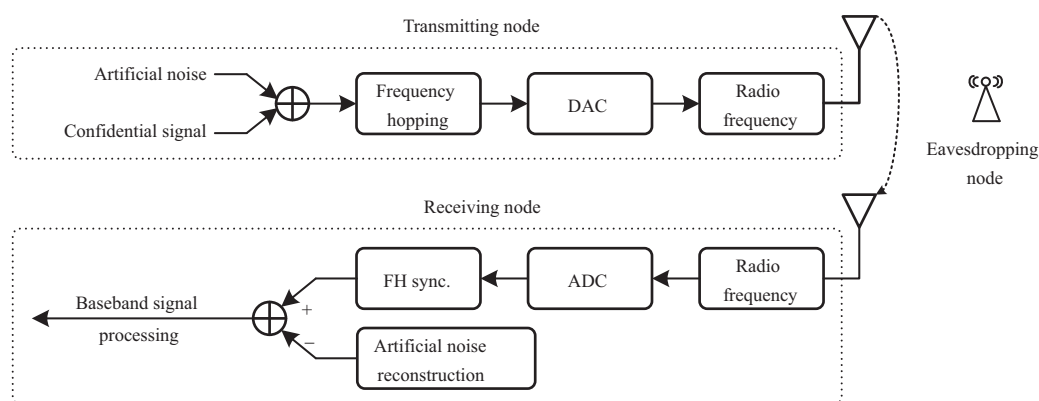 Transmitting node
Artificial noise
Confidential signal
Frequency
hopping
DAC
Radio
frequency
Eavesdropping
node
Receiving node
Radio
frequency
ADC
FH sync.
+
−
Artificial noise
reconstruction
Baseband signal
processing